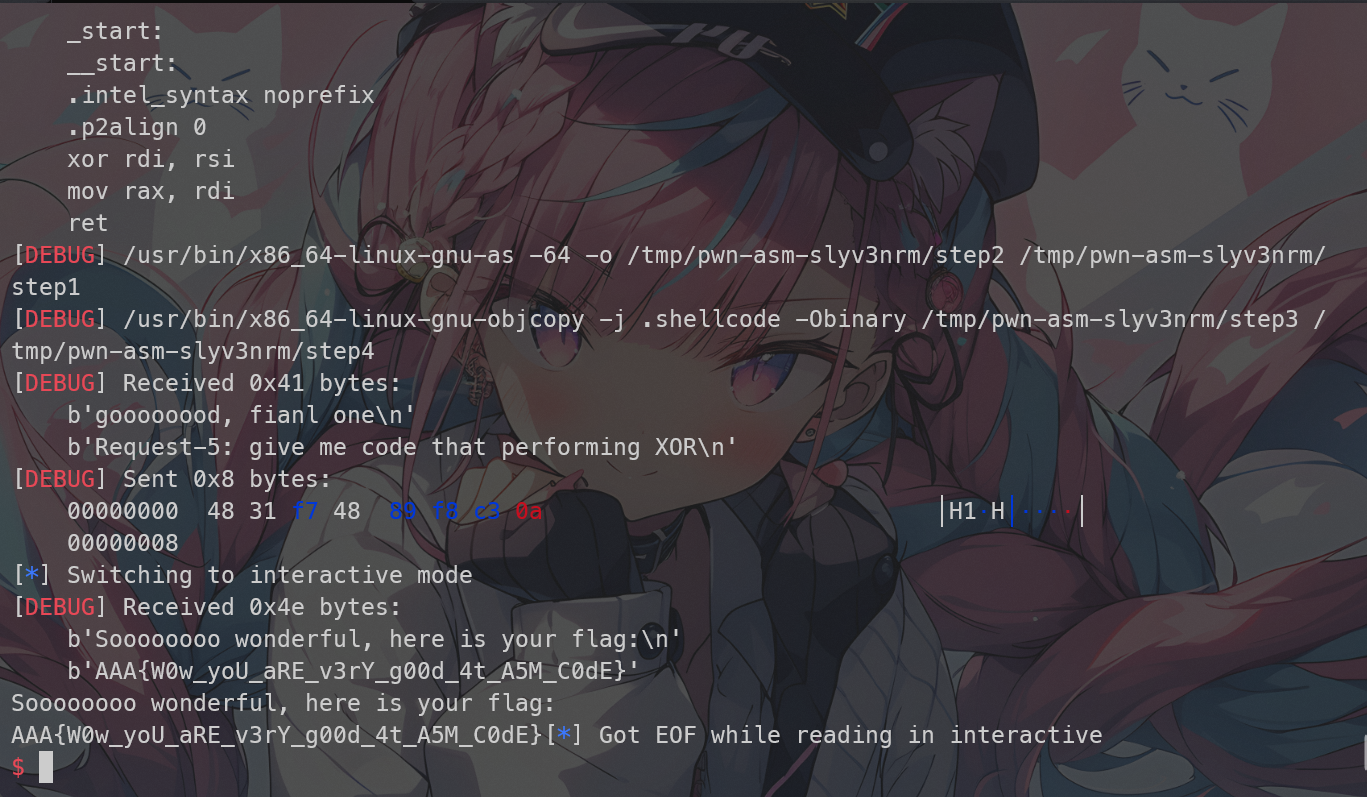 _start:
__start:
.intel_syntax noprefix
.p2align 0
xor rdi, rsi
mov rax, rdi
ret
[DEBUG] /usr/bin/x86_64-linux-gnu-as -64 -o /tmp/pwn-asm-slyv3nrm/step2 /tmp/pwn-asm-slyv3nrm/
step1
[DEBUG] /usr/bin/x86_64-linux-gnu-objcopy -j .shellcode -Obinary /tmp/pwn-asm-slyv3nrm/step3 /
tmp/pwn-asm-slyv3nrm/step4
[DEBUG] Received 0x41 bytes:
b'goooooood, fianl one\n'
b'Request-5: give me code that performing XOR\n'
[DEBUG] Sent 0x8 bytes:
00000000  48 31 f7 48  89 f8 c3 0a  │H1·H│····│
00000008
[*] Switching to interactive mode
[DEBUG] Received 0x4e bytes:
b'Soooooooo wonderful, here is your flag:\n'
b'AAA{W0w_yoU_aRE_v3rY_g00d_4t_A5M_C0dE}'
Soooooooo wonderful, here is your flag:
AAA{W0w_yoU_aRE_v3rY_g00d_4t_A5M_C0dE}[*] Got EOF while reading in interactive
$